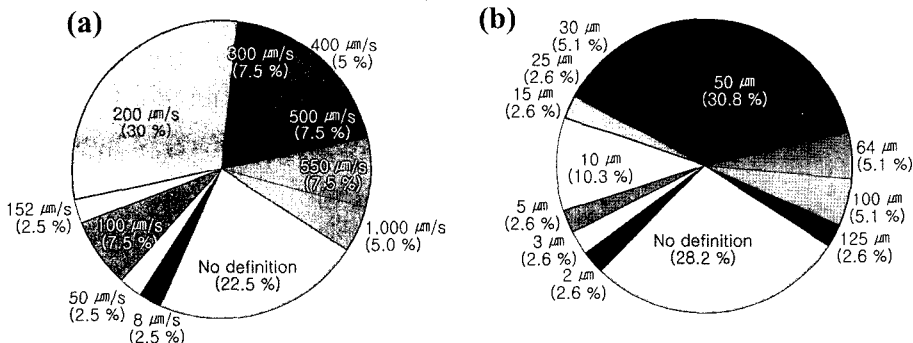 (a)
300 ㎛/s
(7.5 %)
400 ㎛/s
(5 %)
500 ㎛/s
(7.5 %)
550 ㎛/s
(7.5 %)
1,000 ㎛/s
(5.0 %)
No definition
(22.5 %)
8 ㎛/s
(2.5 %)
50 ㎛/s
(2.5 %)
100 ㎛/s
(7.5 %)
152 ㎛/s
(2.5 %)
200 ㎛/s
(30 %)
(b)
50 ㎛
(30.8 %)
64 ㎛
(5.1 %)
100 ㎛
(5.1 %)
125 ㎛
(2.6 %)
No definition
(28.2 %)
2 ㎛
(2.6 %)
3 ㎛
(2.6 %)
5 ㎛
(2.6 %)
10 ㎛
(10.3 %)
15 ㎛
(2.6 %)
25 ㎛
(2.6 %)
30 ㎛
(5.1 %)